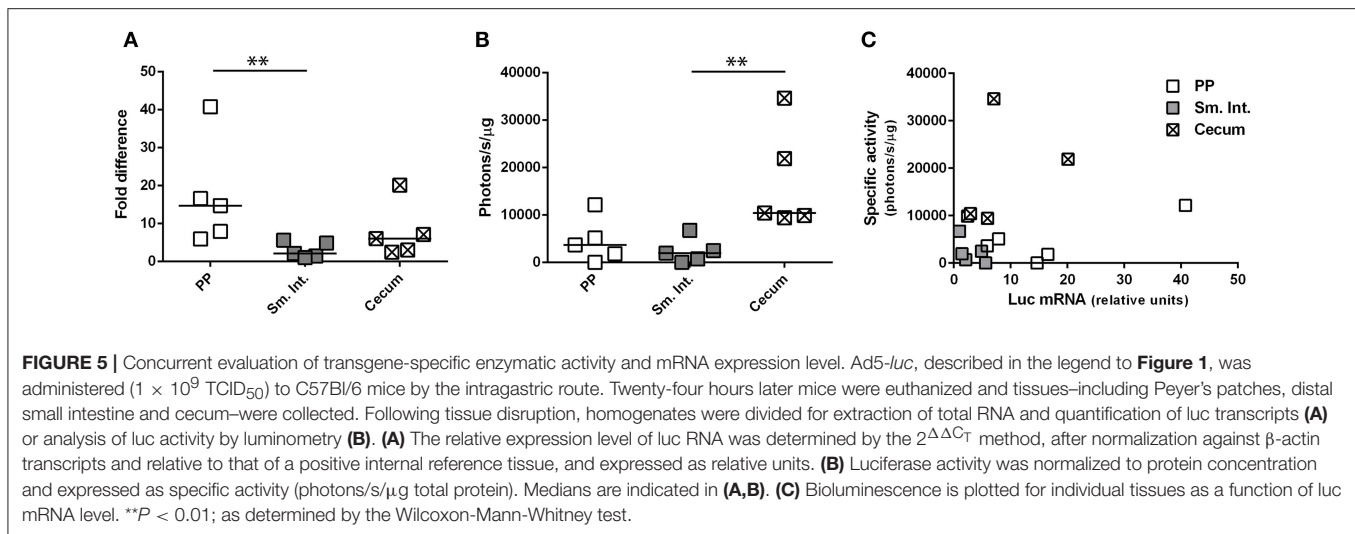 A
**
Fold difference
50
40
30
20
10
0
PP
Sm. Int.
Cecum
B
**
Photons/s/μg
40000
30000
20000
10000
0
PP
Sm. Int.
Cecum
C
Specific activity
(photons/s/μg)
40000
30000
20000
10000
0
0 10 20 30 40 50
Luc mRNA (relative units)
PP
Sm. Int.
Cecum
FIGURE 5 | Concurrent evaluation of transgene-specific enzymatic activity and mRNA expression level. Ad5-luc, described in the legend to Figure 1, was
administered (1 × 10⁹ TCID₅₀) to C57Bl/6 mice by the intragastric route. Twenty-four hours later mice were euthanized and tissues–including Peyer's patches, distal
small intestine and cecum–were collected. Following tissue disruption, homogenates were divided for extraction of total RNA and quantification of luc transcripts (A)
or analysis of luc activity by luminometry (B). (A) The relative expression level of luc RNA was determined by the 2^ΔΔCT method, after normalization against β-actin
transcripts and relative to that of a positive internal reference tissue, and expressed as relative units. (B) Luciferase activity was normalized to protein concentration
and expressed as specific activity (photons/s/μg total protein). Medians are indicated in (A,B). (C) Bioluminescence is plotted for individual tissues as a function of luc
mRNA level. **P < 0.01; as determined by the Wilcoxon-Mann-Whitney test.